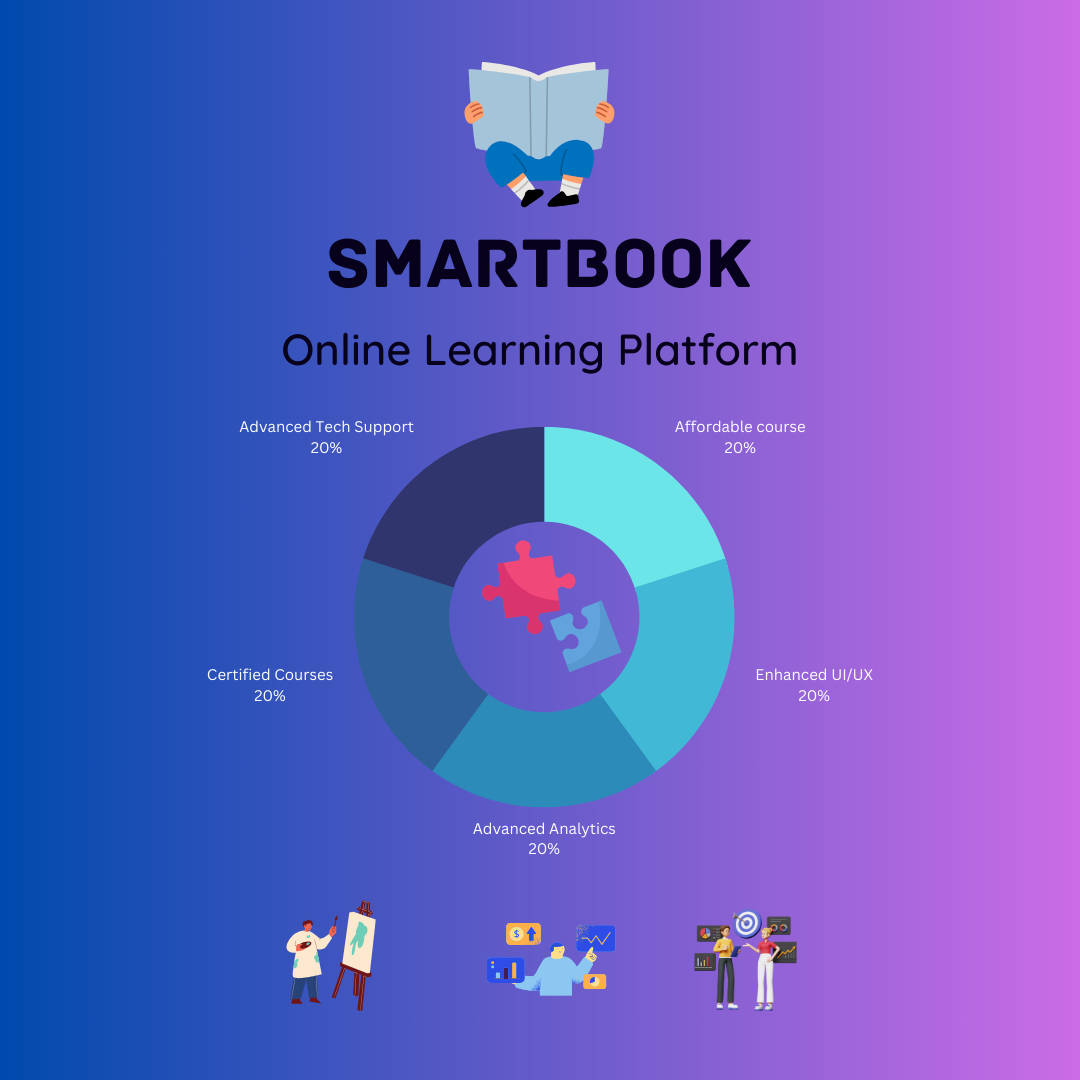 SMARTBOOK
Online Learning Platform
Advanced Tech Support
20%
Affordable course
20%
Certified Courses
20%
Enhanced UI/UX
20%
Advanced Analytics
20%
$